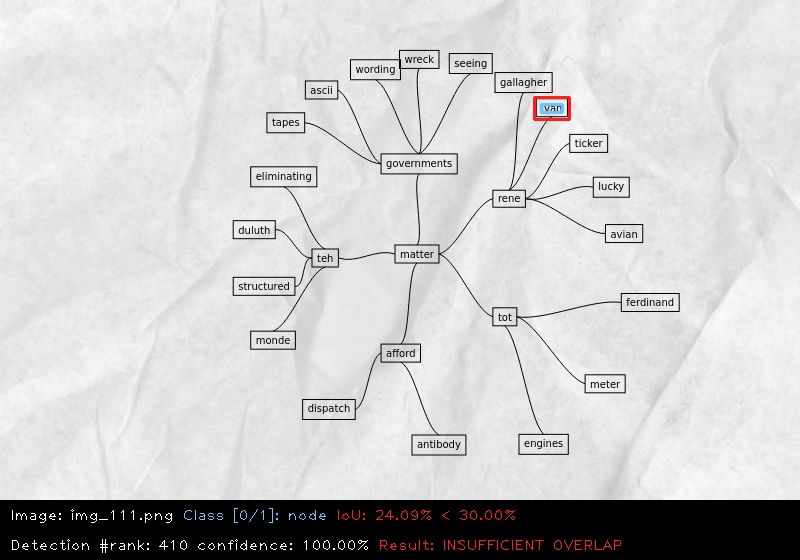 wreck
wording
seeing
gallagher
ascii
van
tapes
ticker
governments
eliminating
lucky
rene
duluth
avian
matter
teh
structured
ferdinand
tot
monde
afford
meter
dispatch
antibody
engines
Image: img_111.png Class [0/1]: node IoU: 24.09% < 30.00%
Detection #rank: 410 confidence: 100.00% Result: INSUFFICIENT OVERLAP